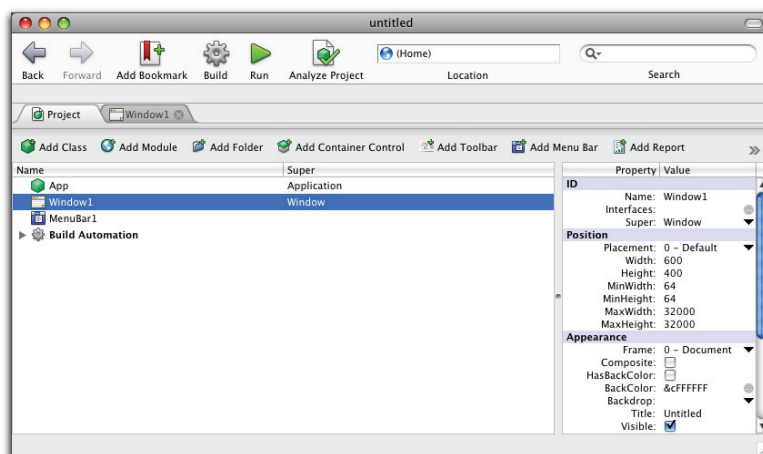 untitled
Back Forward Add Bookmark Build Run Analyze Project (Home) Location Search
Project Window1
Add Class Add Module Add Folder Add Container Control Add Toolbar Add Menu Bar Add Report
Name Super
App Application
Window1 Window
MenuBar1
Build Automation
Property Value
ID
Name: Window1
Interfaces:
Super: Window
Position
Placement: 0 - Default
Width: 600
Height: 400
MinWidth: 64
MinHeight: 64
MaxWidth: 32000
MaxHeight: 32000
Appearance
Frame: 0 - Document
Composite:
HasBackColor:
BackColor: &cFFFFFF
Backdrop:
Title: Untitled
Visible: